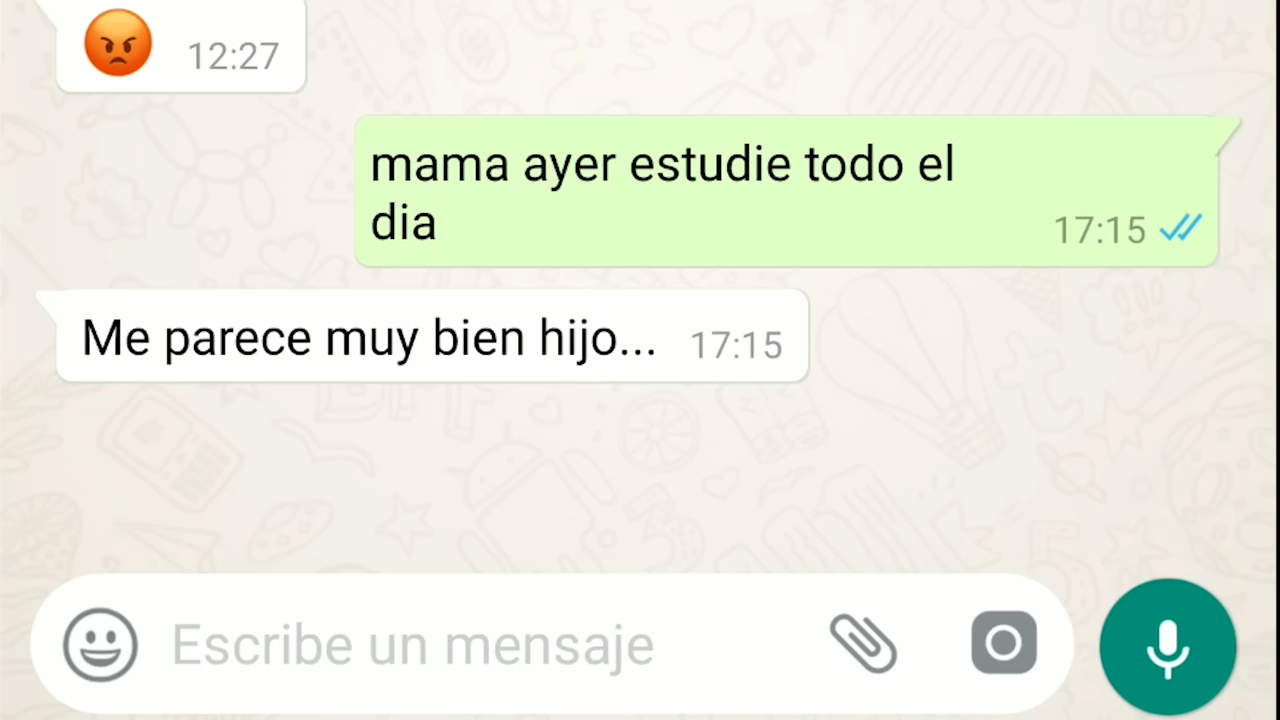 😡 12:27
mama ayer estudie todo el
dia 17:15
Me parece muy bien hijo... 17:15
Escribe un mensaje